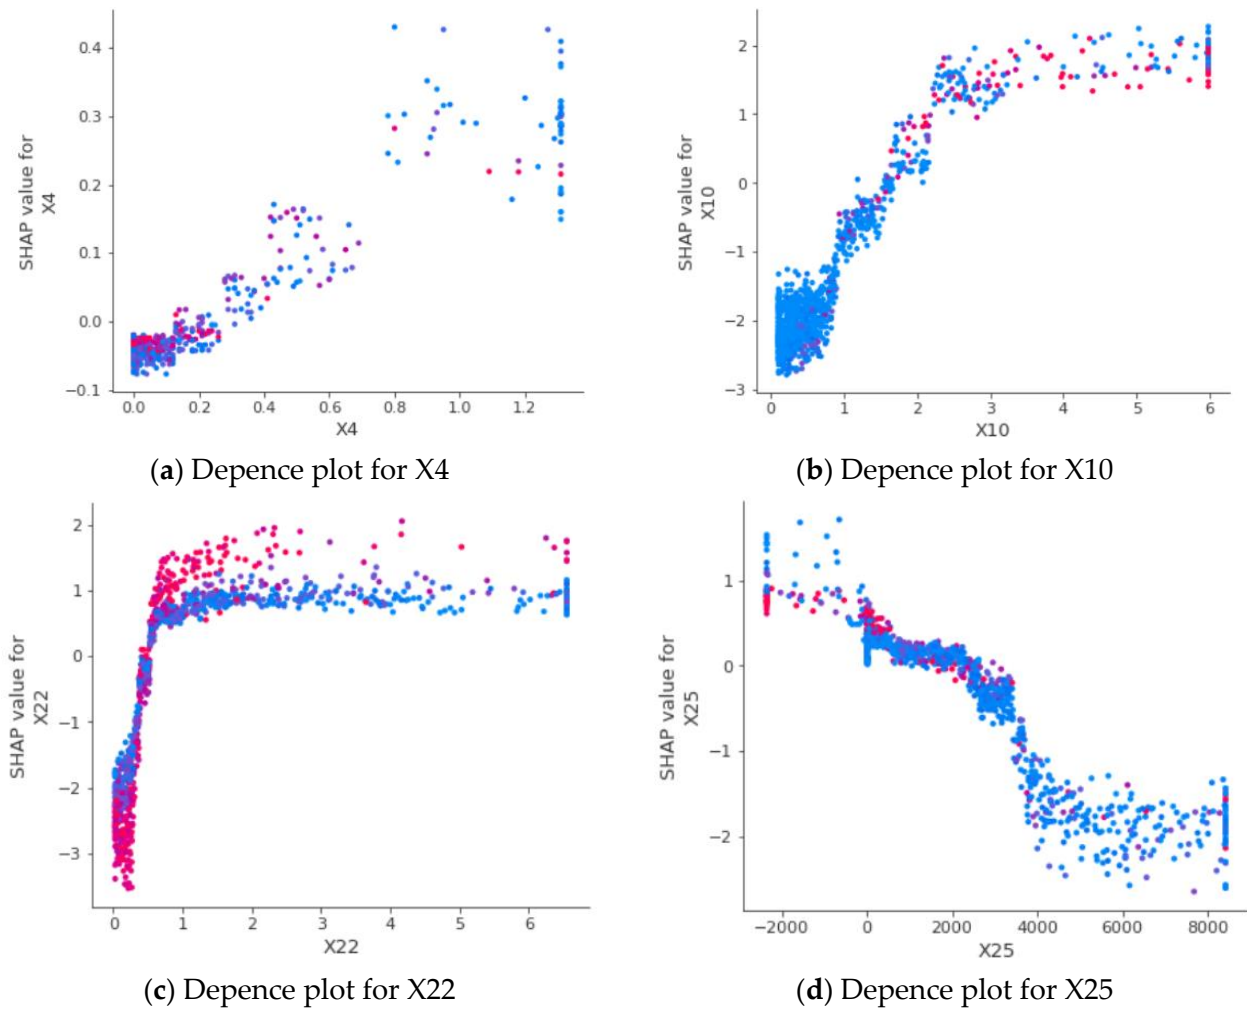 0.4
0.3
0.2
0.1
0.0
−0.1
SHAP value for
X4
0.0 0.2 0.4 0.6 0.8 1.0 1.2
X4
(a) Depence plot for X4
2
1
0
−1
−2
−3
SHAP value for
X10
0 1 2 3 4 5 6
X10
(b) Depence plot for X10
2
1
0
−1
−2
−3
SHAP value for
X22
0 1 2 3 4 5 6
X22
(c) Depence plot for X22
1
0
−1
−2
SHAP value for
X25
−2000 0 2000 4000 6000 8000
X25
(d) Depence plot for X25